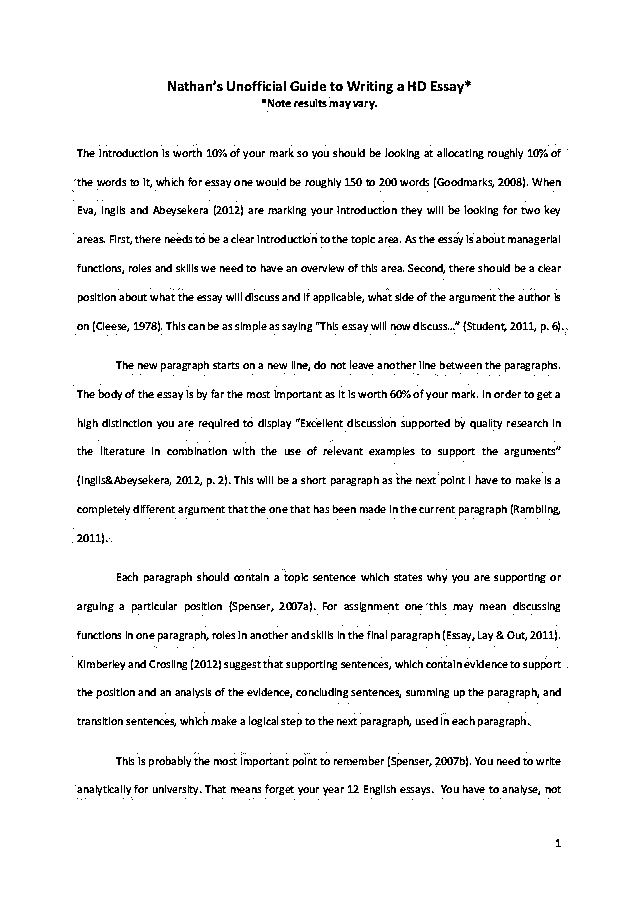 Nathan's Unofficial Guide to Writing a HD Essay*
*Note results may vary.
The introduction is worth 10% of your mark so you should be looking at allocating roughly 10% of
the words to it, which for essay one would be roughly 150 to 200 words (Goodmarks, 2008). When
Eva, Inglis and Abeysekera (2012) are marking your introduction they will be looking for two key
areas. First, there needs to be a clear introduction to the topic area. As the essay is about managerial
functions, roles and skills we need to have an overview of this area. Second, there should be a clear
position about what the essay will discuss and if applicable, what side of the argument the author is
on (Cleese, 1978). This can be as simple as saying "This essay will now discuss…" (Student, 2011, p. 6).
The new paragraph starts on a new line, do not leave another line between the paragraphs.
The body of the essay is by far the most important as it is worth 60% of your mark. In order to get a
high distinction you are required to display "Excellent discussion supported by quality research in
the literature in combination with the use of relevant examples to support the arguments"
(Inglis&Abeysekera, 2012, p. 2). This will be a short paragraph as the next point I have to make is a
completely different argument that the one that has been made in the current paragraph (Rambling,
2011).
Each paragraph should contain a topic sentence which states why you are supporting or
arguing a particular position (Spenser, 2007a). For assignment one this may mean discussing
functions in one paragraph, roles in another and skills in the final paragraph (Essay, Lay & Out, 2011).
Kimberley and Crosling (2012) suggest that supporting sentences, which contain evidence to support
the position and an analysis of the evidence, concluding sentences, summing up the paragraph, and
transition sentences, which make a logical step to the next paragraph, used in each paragraph.
This is probably the most important point to remember (Spenser, 2007b). You need to write
analytically for university. That means forget your year 12 English essays. You have to analyse, not
1